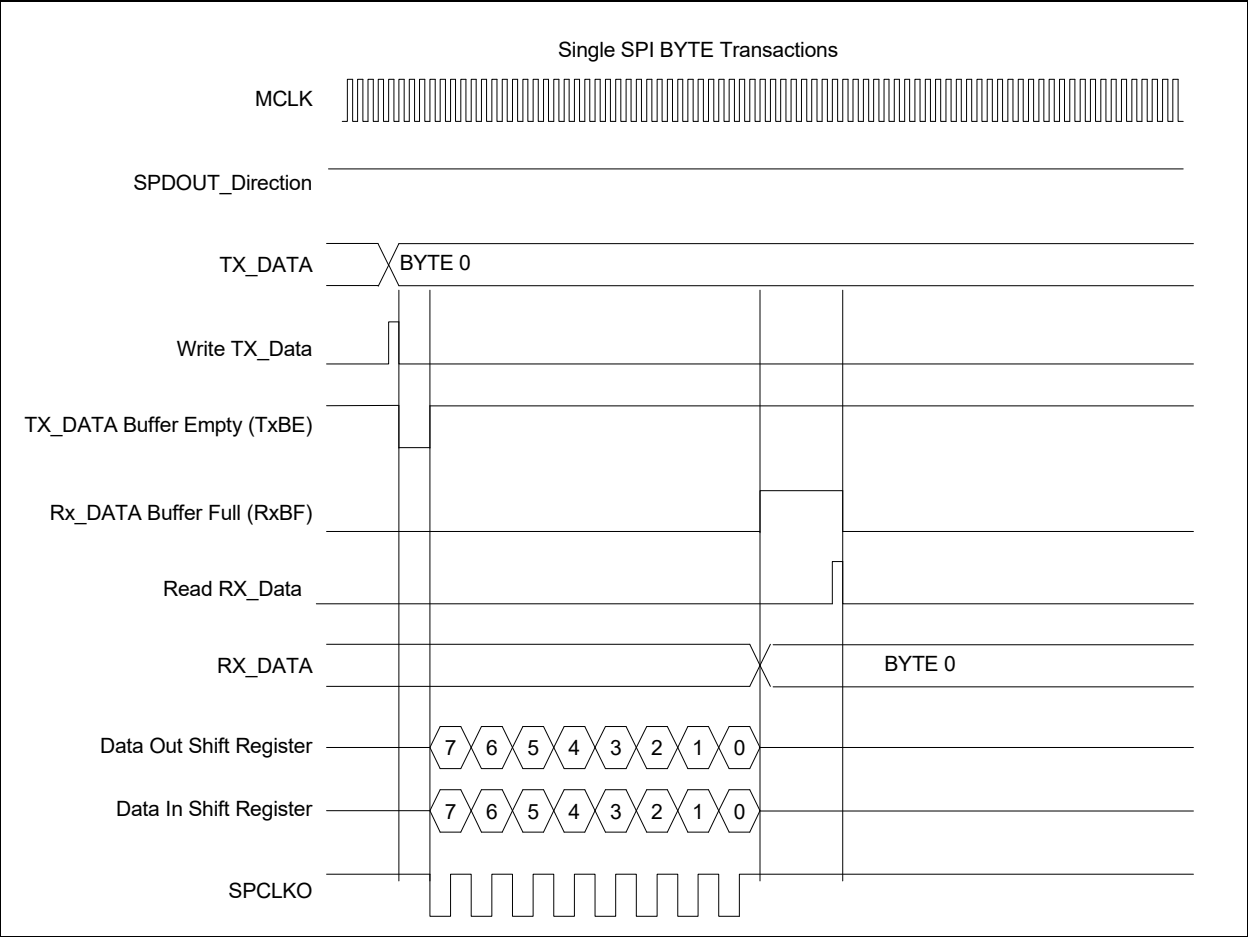 Single SPI BYTE Transactions
MCLK
SPDOUT_Direction
TX_DATA
BYTE 0
Write TX_Data
TX_DATA Buffer Empty (TxBE)
Rx_DATA Buffer Full (RxBF)
Read RX_Data
RX_DATA
BYTE 0
Data Out Shift Register
7 6 5 4 3 2 1 0
Data In Shift Register
7 6 5 4 3 2 1 0
SPCLKO